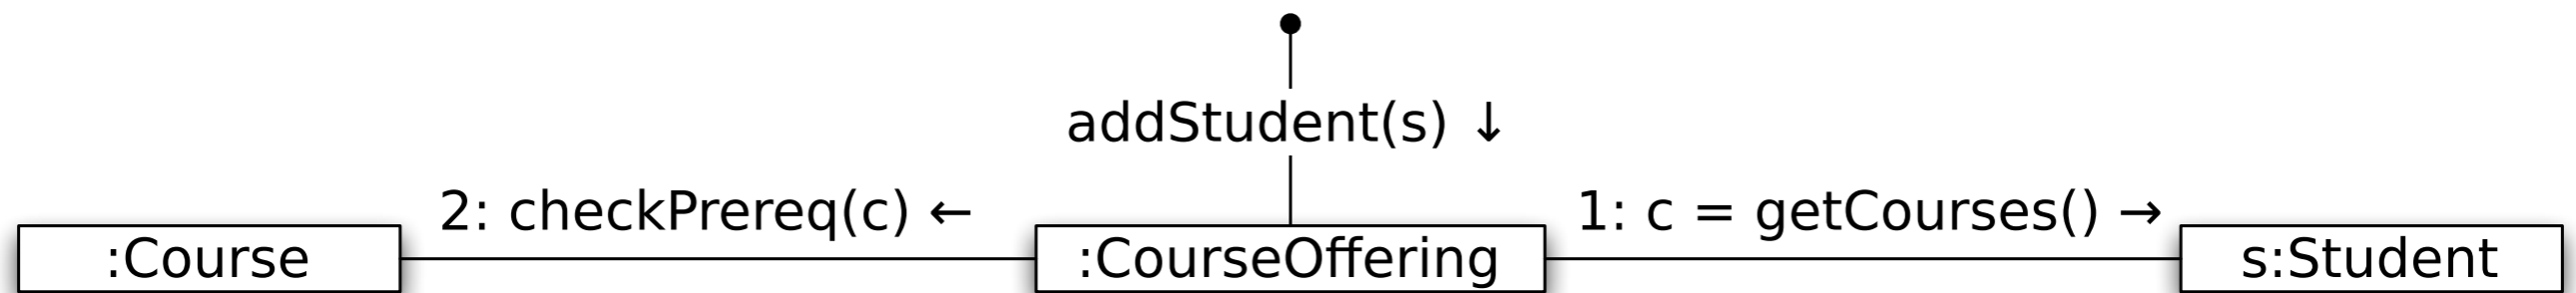 addStudent(s) ↓
2: checkPrereq(c) ←
1: c = getCourses() →
:Course
:CourseOffering
s:Student